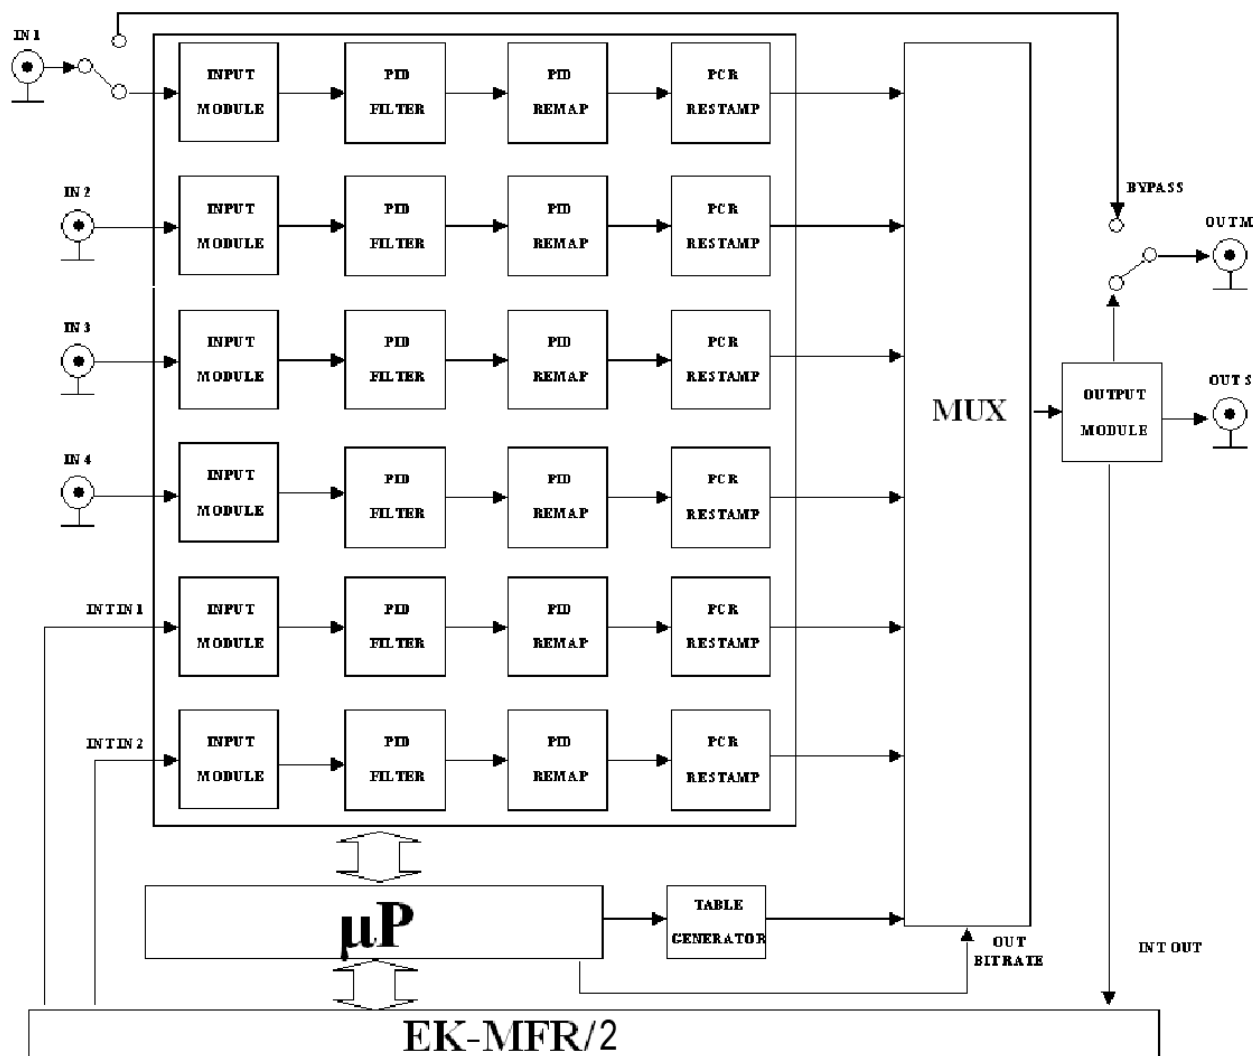 IN 1
INPUT
MODULE
PID
FILTER
PID
REMAP
PCR
RESTAMP
IN 2
INPUT
MODULE
PID
FILTER
PID
REMAP
PCR
RESTAMP
BYPASS
OUT M
IN 3
INPUT
MODULE
PID
FILTER
PID
REMAP
PCR
RESTAMP
MUX
OUTPUT
MODULE
OUT S
IN 4
INPUT
MODULE
PID
FILTER
PID
REMAP
PCR
RESTAMP
INT IN 1
INPUT
MODULE
PID
FILTER
PID
REMAP
PCR
RESTAMP
INT IN 2
INPUT
MODULE
PID
FILTER
PID
REMAP
PCR
RESTAMP
µP
TABLE
GENERATOR
OUT
BITRATE
INT OUT
EK-MFR/2